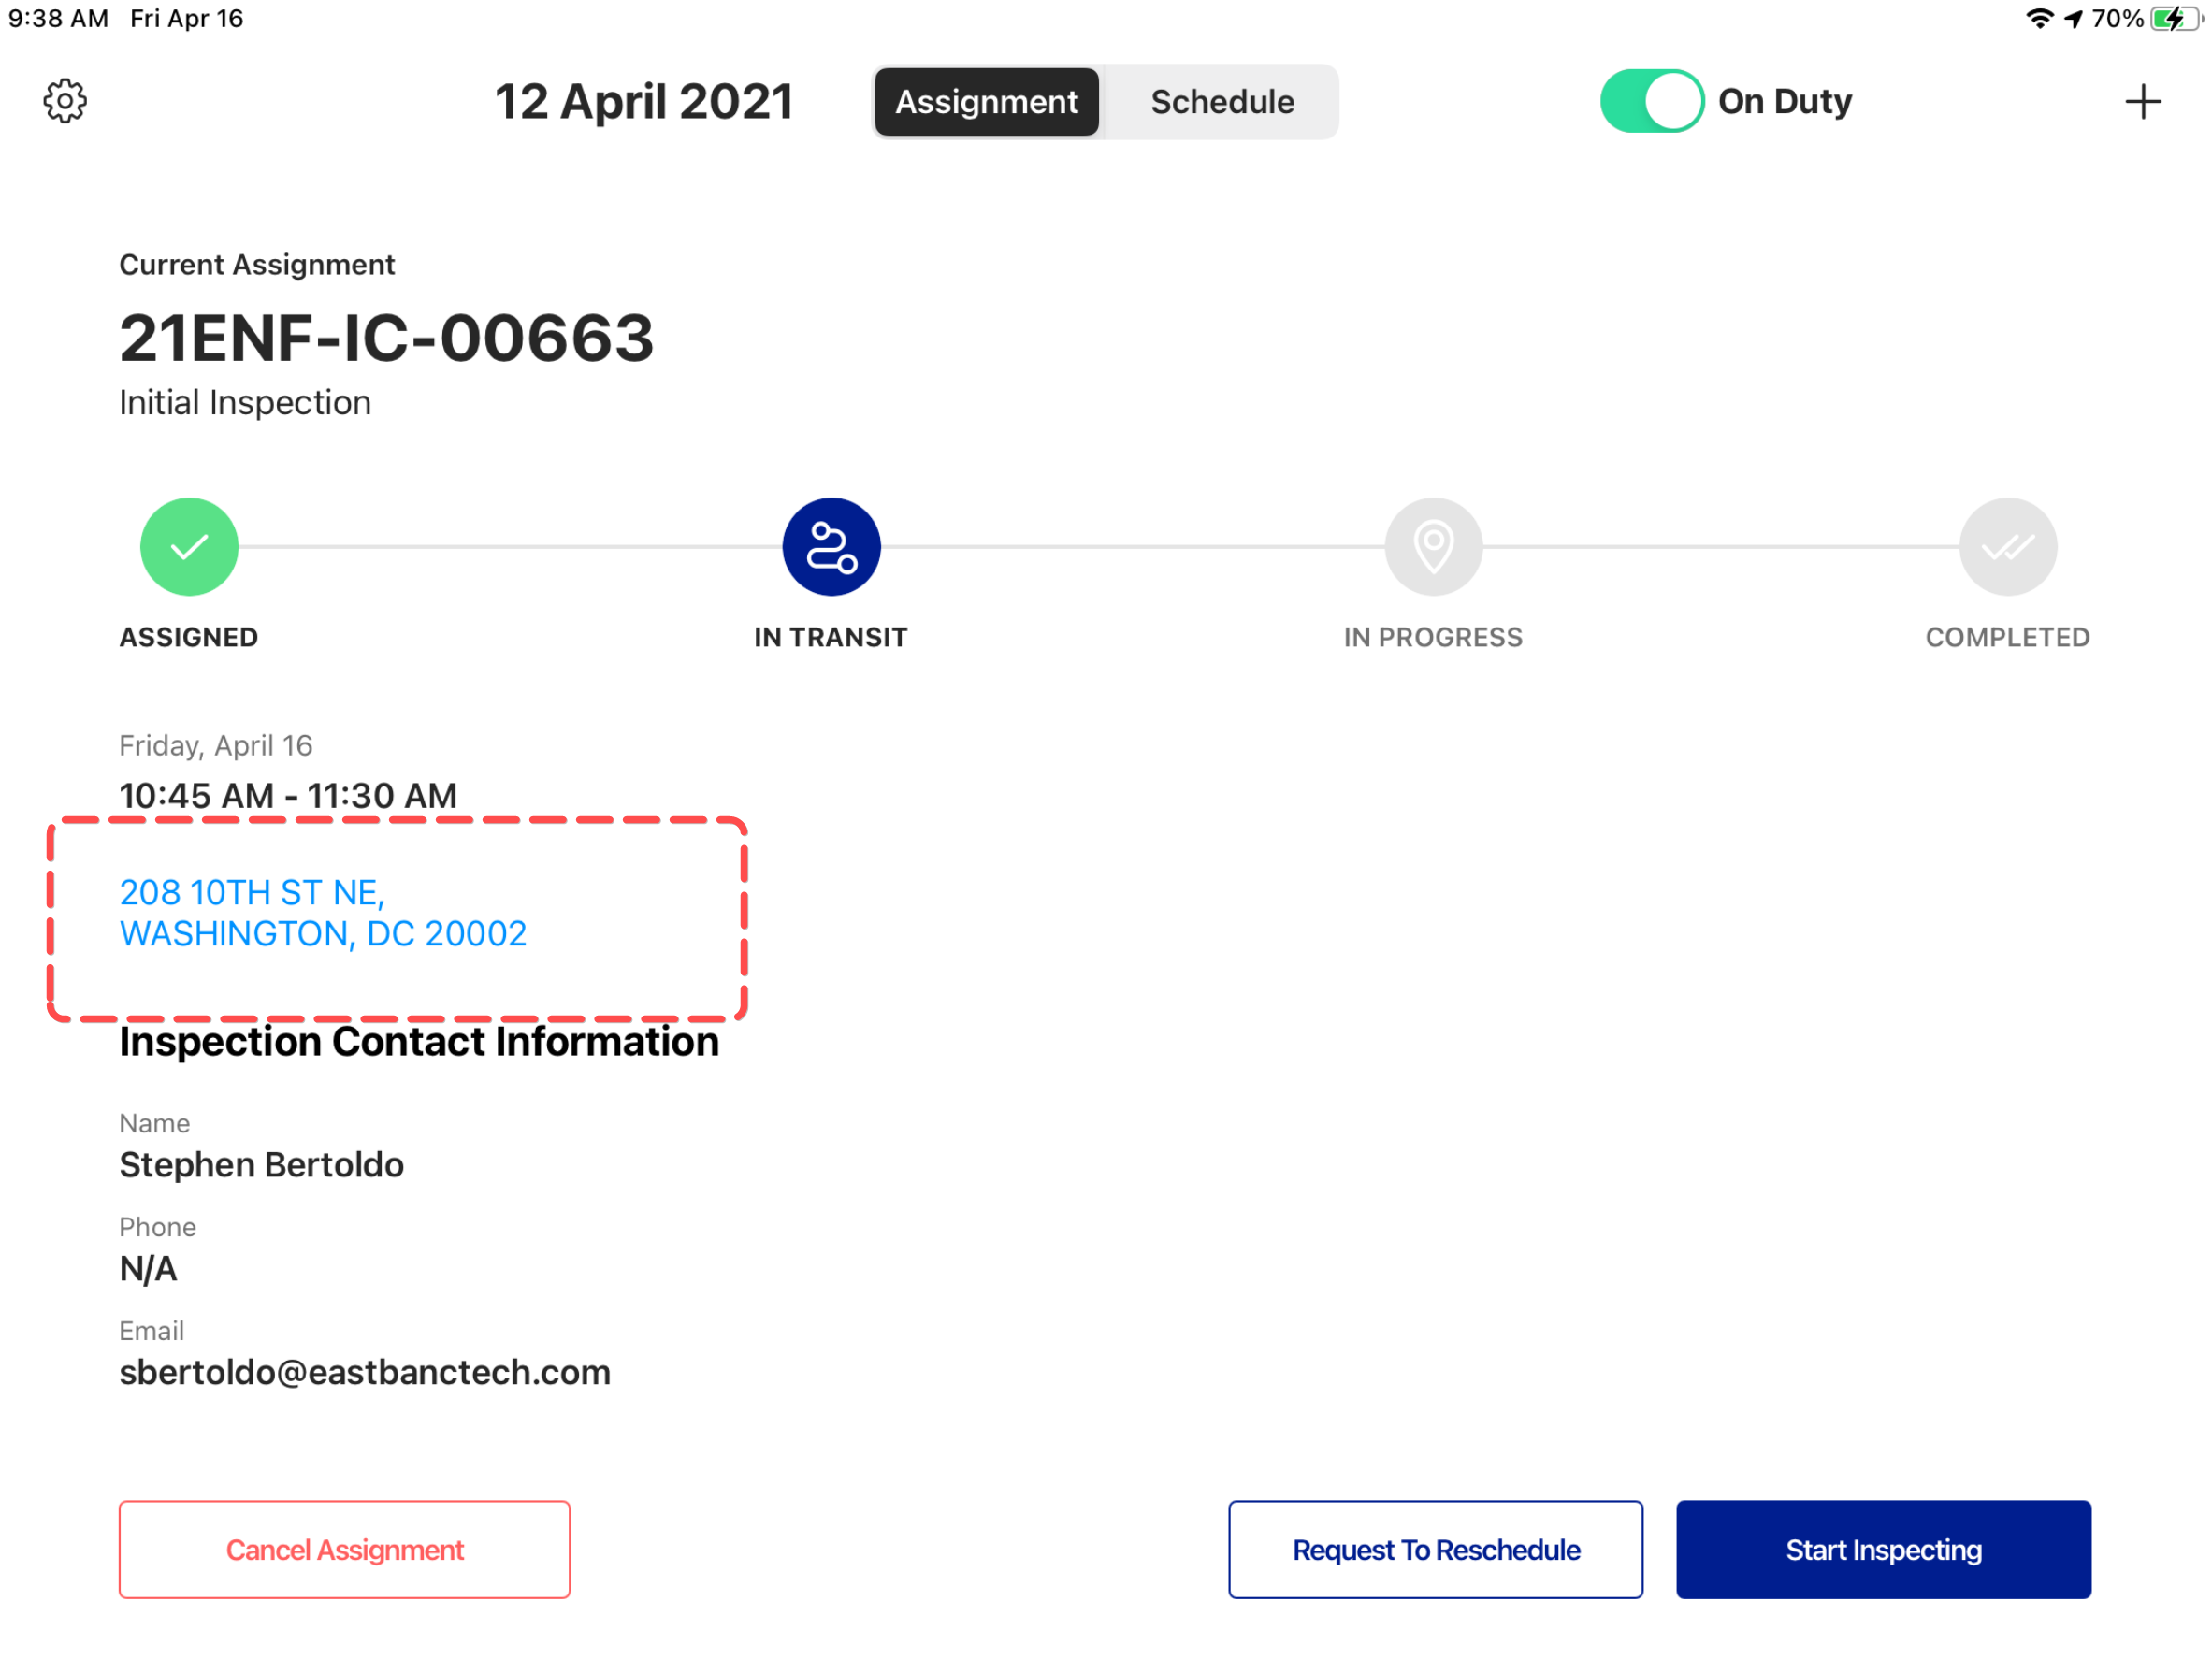 9:38 AM Fri Apr 16 70%
12 April 2021 Assignment Schedule On Duty
Current Assignment
21ENF-IC-00663
Initial Inspection
ASSIGNED IN TRANSIT IN PROGRESS COMPLETED
Friday, April 16
10:45 AM - 11:30 AM
208 10TH ST NE,
WASHINGTON, DC 20002
Inspection Contact Information
Name
Stephen Bertoldo
Phone
N/A
Email
sbertoldo@eastbanctech.com
Cancel Assignment Request To Reschedule Start Inspecting